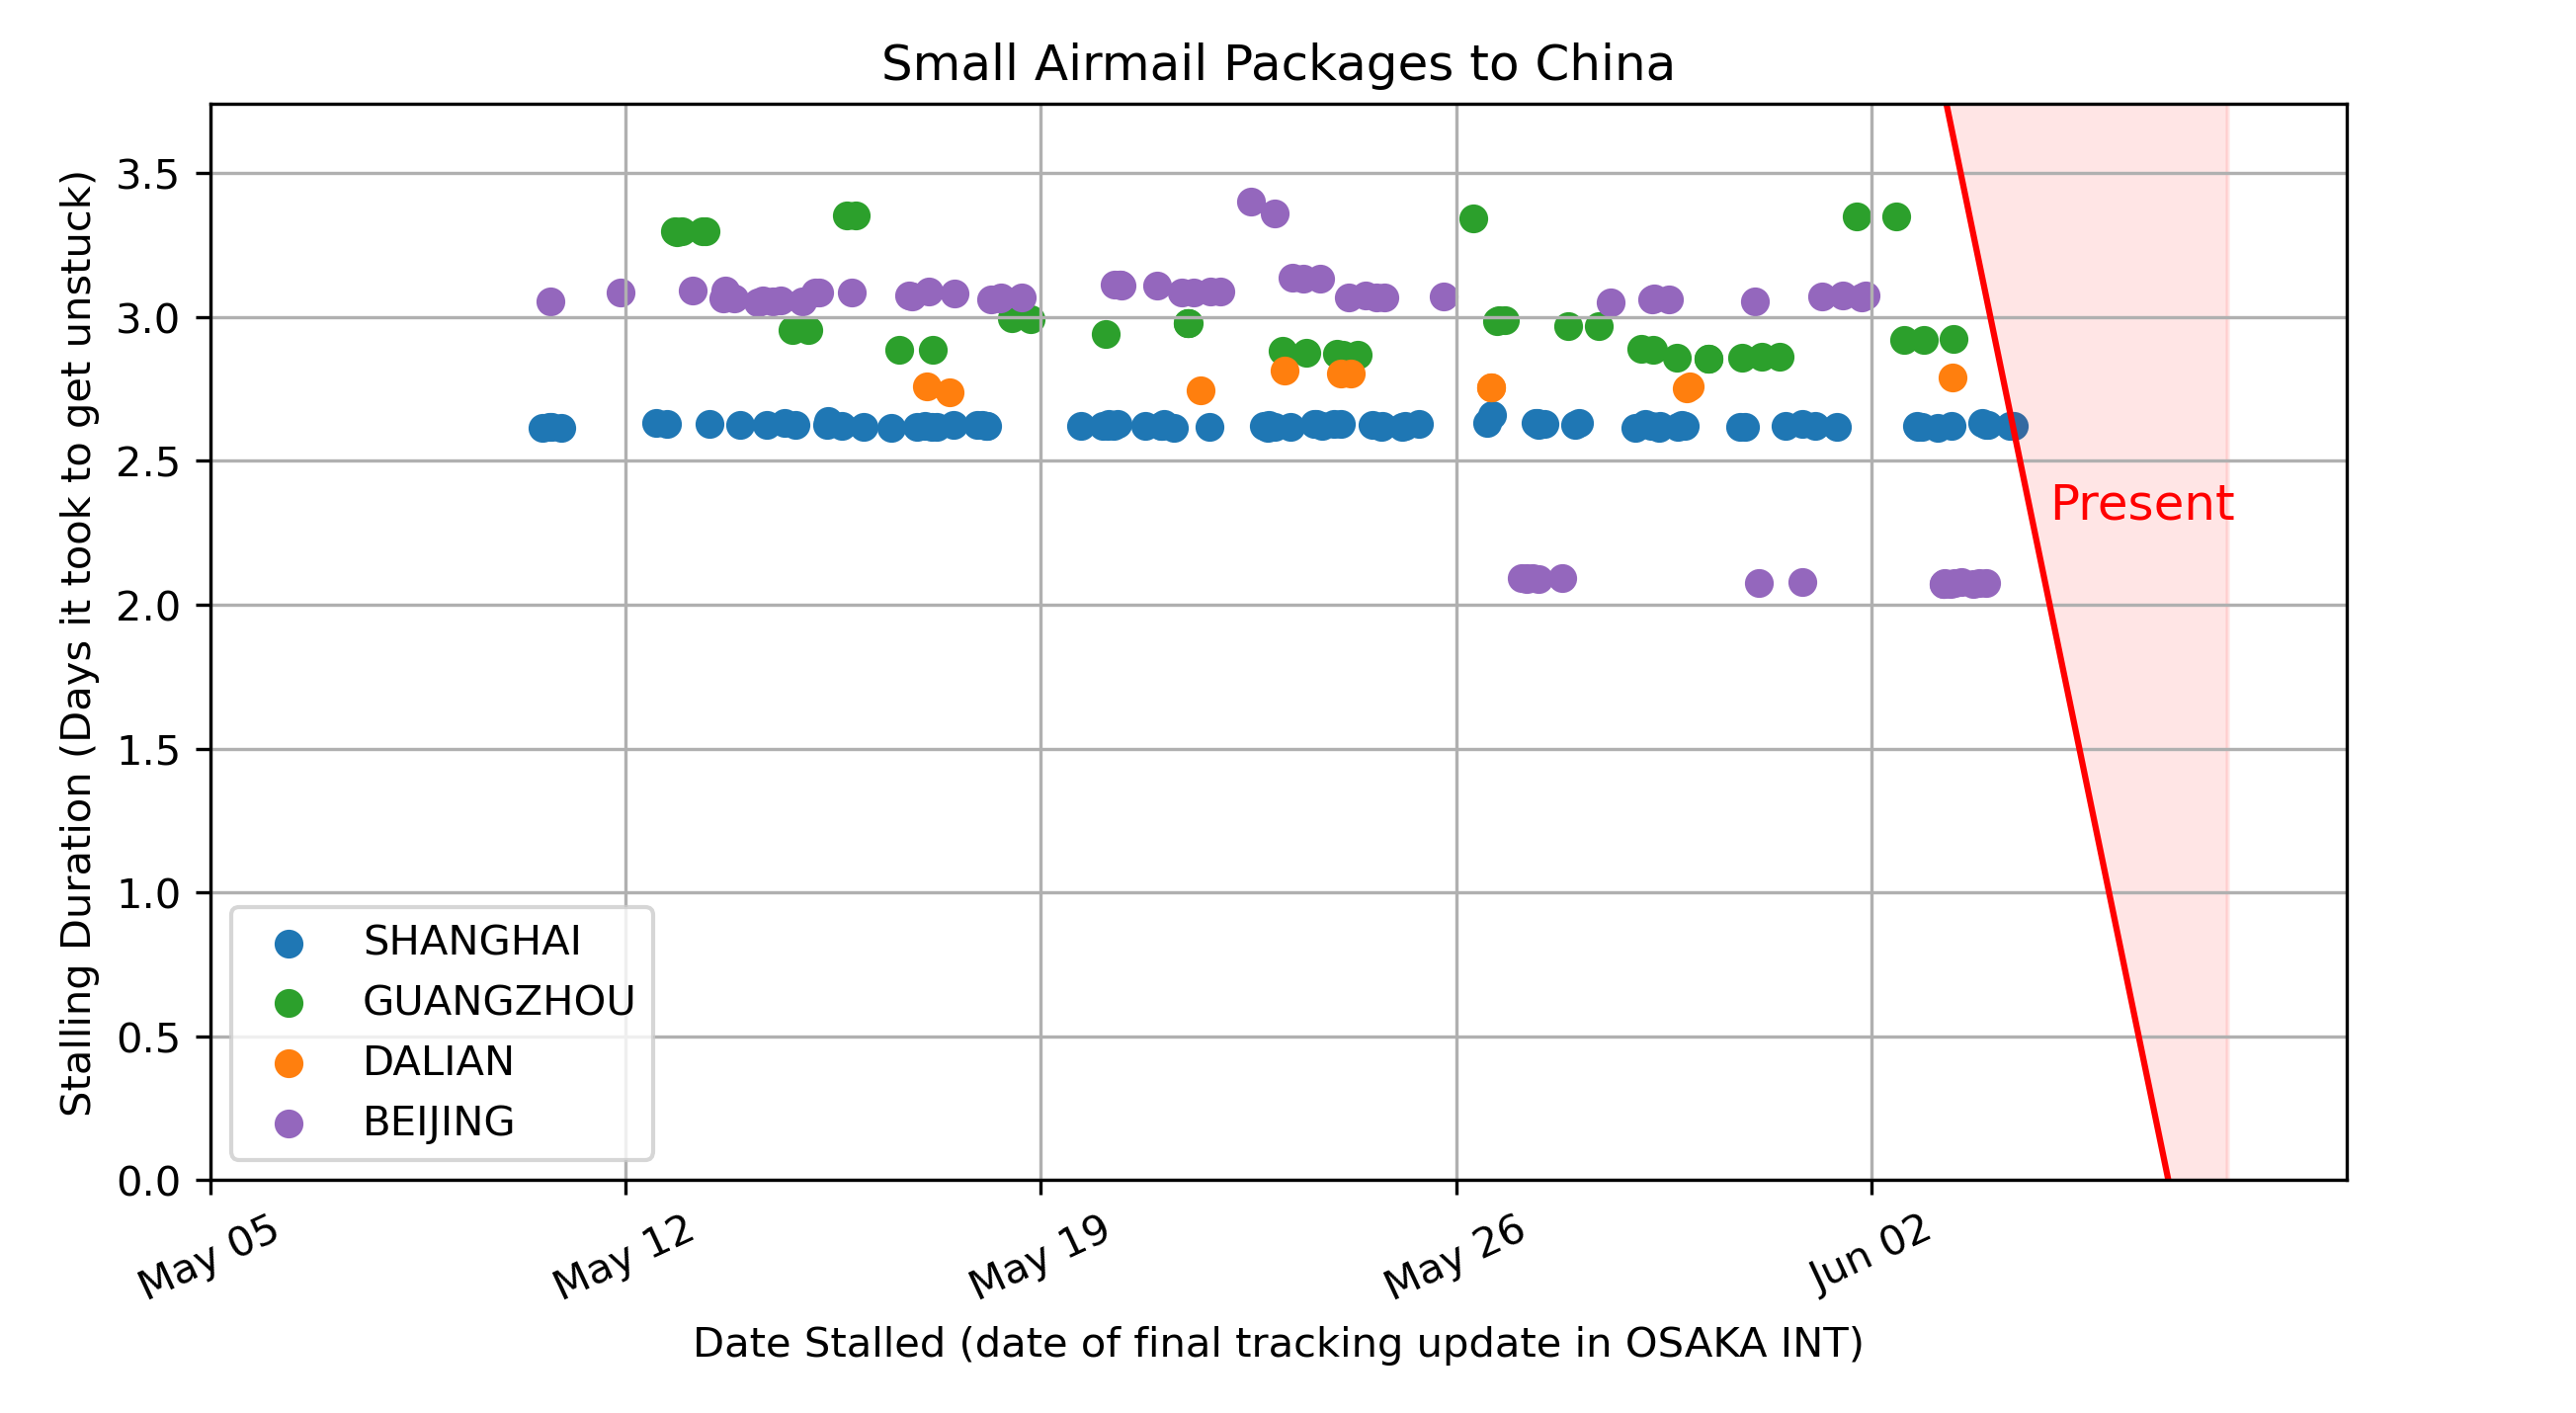 Small Airmail Packages to China
Stalling Duration (Days it took to get unstuck)
3.5
3.0
2.5
2.0
1.5
1.0
0.5
0.0
Present
SHANGHAI
GUANGZHOU
DALIAN
BEIJING
May 05
May 12
May 19
May 26
Jun 02
Date Stalled (date of final tracking update in OSAKA INT)